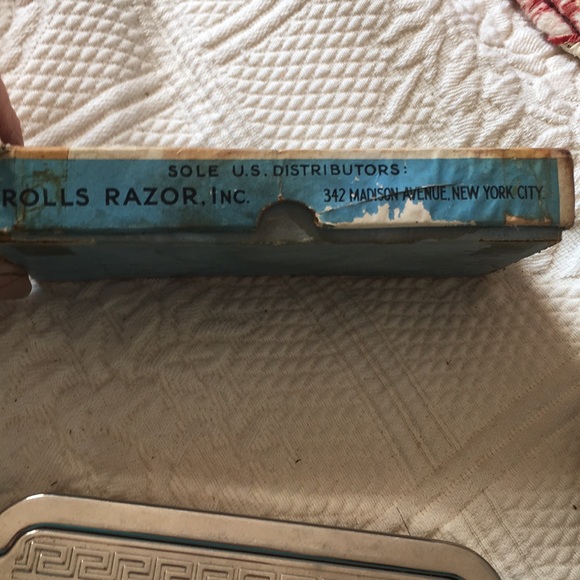 SOLE U.S. DISTRIBUTORS:
ROLLS RAZOR, INC. 342 MADISON AVENUE, NEW YORK CITY